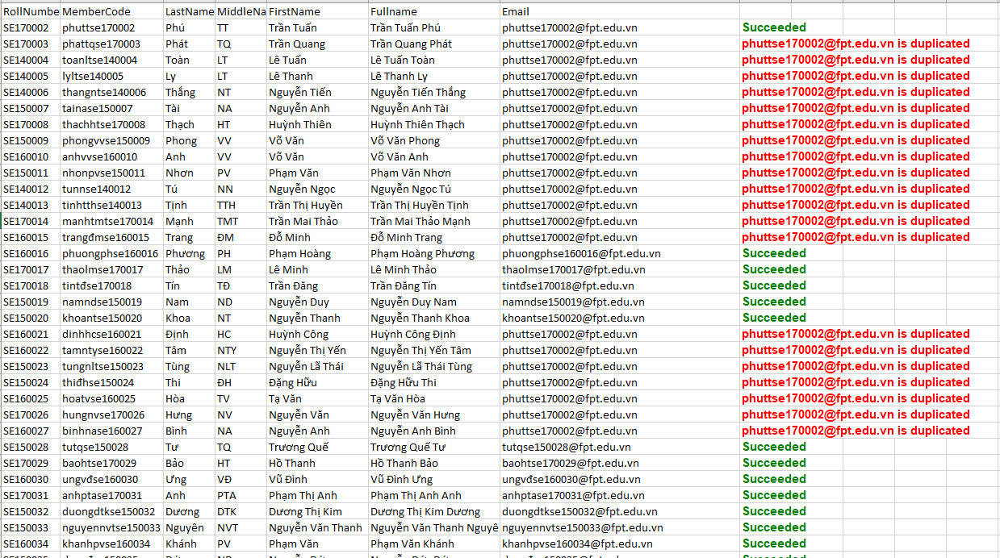 RollNumbe MemberCode LastName MiddleNa FirstName Fullname Email
SE170002 phuttse170002 Phú TT Trần Tuấn Trần Tuấn Phú phuttse170002@fpt.edu.vn Succeeded
SE170003 phattqse170003 Phát TQ Trần Quang Trần Quang Phát phuttse170002@fpt.edu.vn phuttse170002@fpt.edu.vn is duplicated
SE140004 toanltse140004 Toàn LT Lê Tuấn Lê Tuấn Toàn phuttse170002@fpt.edu.vn phuttse170002@fpt.edu.vn is duplicated
SE140005 lyltse140005 Ly LT Lê Thanh Lê Thanh Ly phuttse170002@fpt.edu.vn phuttse170002@fpt.edu.vn is duplicated
SE140006 thangntse140006 Thắng NT Nguyễn Tiến Nguyễn Tiến Thắng phuttse170002@fpt.edu.vn phuttse170002@fpt.edu.vn is duplicated
SE150007 tainase150007 Tài NA Nguyễn Anh Nguyễn Anh Tài phuttse170002@fpt.edu.vn phuttse170002@fpt.edu.vn is duplicated
SE170008 thachhtse170008 Thạch HT Huỳnh Thiên Huỳnh Thiên Thạch phuttse170002@fpt.edu.vn phuttse170002@fpt.edu.vn is duplicated
SE150009 phongvvse150009 Phong VV Võ Văn Võ Văn Phong phuttse170002@fpt.edu.vn phuttse170002@fpt.edu.vn is duplicated
SE160010 anhvvse160010 Anh VV Võ Văn Võ Văn Anh phuttse170002@fpt.edu.vn phuttse170002@fpt.edu.vn is duplicated
SE150011 nhonpvse150011 Nhơn PV Phạm Văn Phạm Văn Nhơn phuttse170002@fpt.edu.vn phuttse170002@fpt.edu.vn is duplicated
SE140012 tunnse140012 Tú NN Nguyễn Ngọc Nguyễn Ngọc Tú phuttse170002@fpt.edu.vn phuttse170002@fpt.edu.vn is duplicated
SE140013 tinhtthse140013 Tịnh TTH Trần Thị Huyền Trần Thị Huyền Tịnh phuttse170002@fpt.edu.vn phuttse170002@fpt.edu.vn is duplicated
SE170014 manhtmtse170014 Mạnh TMT Trần Mai Thảo Trần Mai Thảo Mạnh phuttse170002@fpt.edu.vn phuttse170002@fpt.edu.vn is duplicated
SE160015 trangđmse160015 Trang ĐM Đỗ Minh Đỗ Minh Trang phuttse170002@fpt.edu.vn phuttse170002@fpt.edu.vn is duplicated
SE160016 phuongphse160016 Phương PH Phạm Hoàng Phạm Hoàng Phương phuongphse160016@fpt.edu.vn Succeeded
SE170017 thaolmse170017 Thảo LM Lê Minh Lê Minh Thảo thaolmse170017@fpt.edu.vn Succeeded
SE170018 tintđse170018 Tín TĐ Trần Đăng Trần Đăng Tín tintđse170018@fpt.edu.vn Succeeded
SE150019 namndse150019 Nam ND Nguyễn Duy Nguyễn Duy Nam namndse150019@fpt.edu.vn Succeeded
SE150020 khoantse150020 Khoa NT Nguyễn Thanh Nguyễn Thanh Khoa khoantse150020@fpt.edu.vn Succeeded
SE160021 dinhhcse160021 Định HC Huỳnh Công Huỳnh Công Định phuttse170002@fpt.edu.vn phuttse170002@fpt.edu.vn is duplicated
SE160022 tamntyse160022 Tâm NTY Nguyễn Thị Yến Nguyễn Thị Yến Tâm phuttse170002@fpt.edu.vn phuttse170002@fpt.edu.vn is duplicated
SE150023 tungnltse150023 Tùng NLT Nguyễn Lã Thái Nguyễn Lã Thái Tùng phuttse170002@fpt.edu.vn phuttse170002@fpt.edu.vn is duplicated
SE150024 thiđhse150024 Thi ĐH Đặng Hữu Đặng Hữu Thi phuttse170002@fpt.edu.vn phuttse170002@fpt.edu.vn is duplicated
SE160025 hoatvse160025 Hòa TV Tạ Văn Tạ Văn Hòa phuttse170002@fpt.edu.vn phuttse170002@fpt.edu.vn is duplicated
SE170026 hungnvse170026 Hưng NV Nguyễn Văn Nguyễn Văn Hưng phuttse170002@fpt.edu.vn phuttse170002@fpt.edu.vn is duplicated
SE160027 binhnase160027 Bình NA Nguyễn Anh Nguyễn Anh Bình phuttse170002@fpt.edu.vn phuttse170002@fpt.edu.vn is duplicated
SE150028 tutqse150028 Tư TQ Trương Quế Trương Quế Tư tutqse150028@fpt.edu.vn Succeeded
SE170029 baohtse170029 Bảo HT Hồ Thanh Hồ Thanh Bảo baohtse170029@fpt.edu.vn Succeeded
SE160030 ungvđse160030 Ưng VĐ Vũ Đình Vũ Đình Ưng ungvđse160030@fpt.edu.vn Succeeded
SE170031 anhptase170031 Anh PTA Phạm Thị Anh Phạm Thị Anh Anh anhptase170031@fpt.edu.vn Succeeded
SE150032 duongdtkse150032 Dương DTK Dương Thị Kim Dương Thị Kim Dương duongdtkse150032@fpt.edu.vn Succeeded
SE150033 nguyennvtse150033 Nguyên NVT Nguyễn Văn Thanh Nguyễn Văn Thanh Nguyê nguyennvtse150033@fpt.edu.vn Succeeded
SE160034 khanhpvse160034 Khánh PV Phạm Văn Phạm Văn Khánh khanhpvse160034@fpt.edu.vn Succeeded